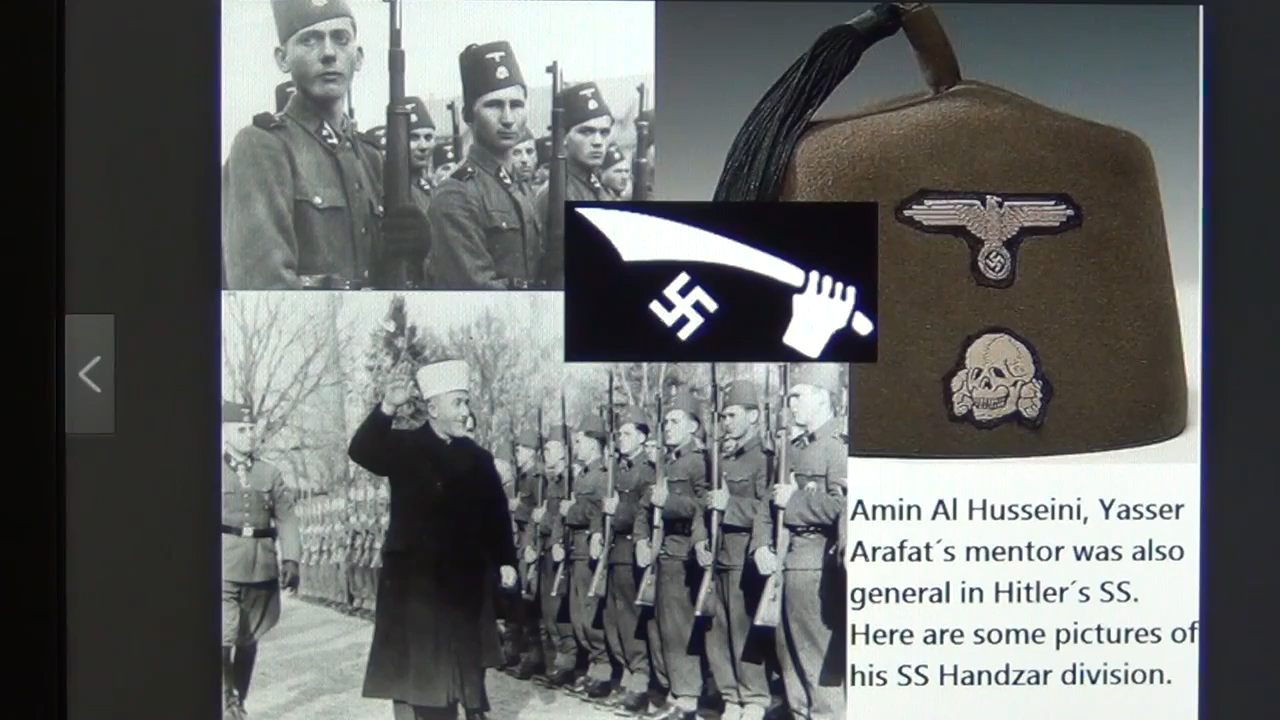 Amin Al Husseini, Yasser
Arafat´s mentor was also
general in Hitler´s SS.
Here are some pictures of
his SS Handzar division.